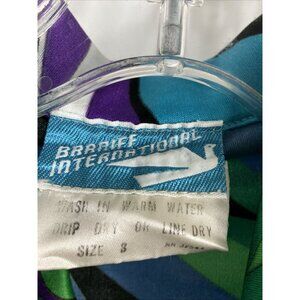 BRANIFF
INTERNATIONAL
WASH IN WARM WATER
DRIP DRY OR LINE DRY
SIZE 8